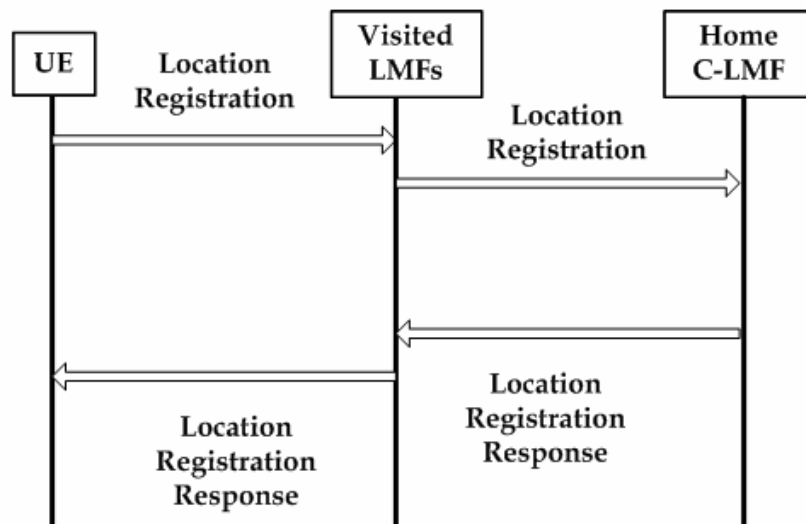 UE
Visited
LMFs
Home
C-LMF
Location
Registration
Location
Registration
Location
Registration
Response
Location
Registration
Response